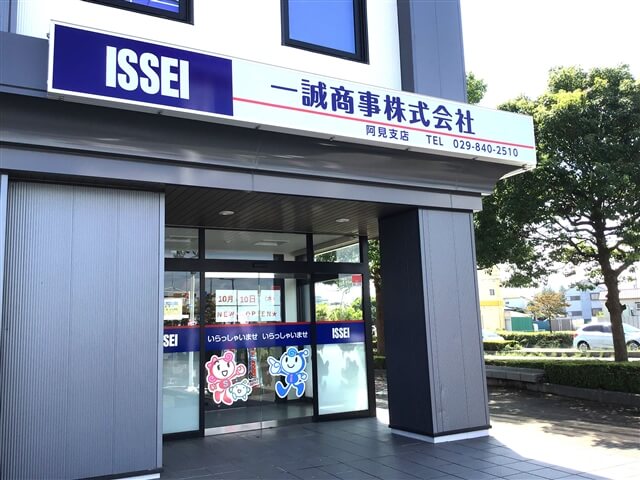 ISSEI
一誠商事株式会社
阿見支店 TEL 029-840-2510
10月 10日
NEW OPEN★
ISSEI いらっしゃいませ いらっしゃいませ ISSEI